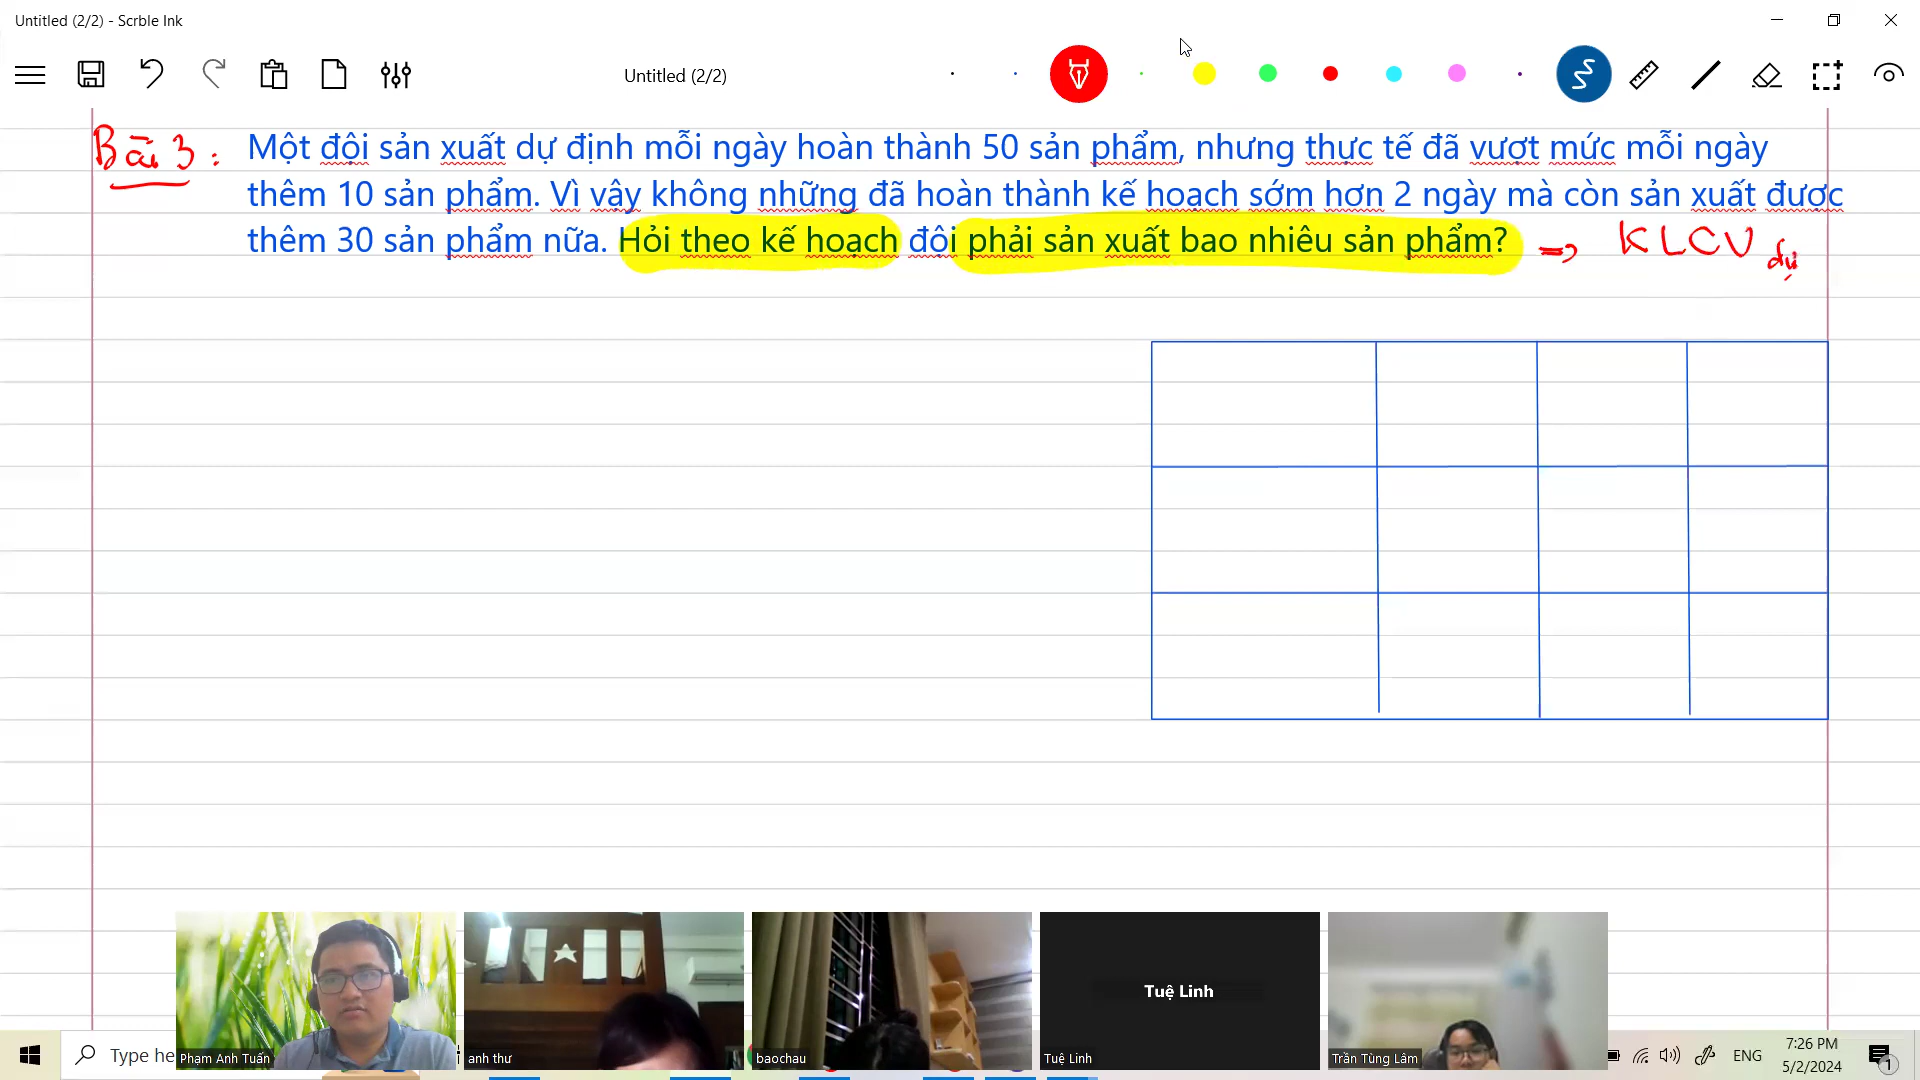 Untitled (2/2) - Scrble Ink
Untitled (2/2)
Bài 3 : Một đội sản xuất dự định mỗi ngày hoàn thành 50 sản phẩm, nhưng thực tế đã vượt mức mỗi ngày
thêm 10 sản phẩm. Vì vậy không những đã hoàn thành kế hoạch sớm hơn 2 ngày mà còn sản xuất được
thêm 30 sản phẩm nữa. Hỏi theo kế hoạch đội phải sản xuất bao nhiêu sản phẩm? => KLCV dự
Tuệ Linh
Phạm Anh Tuấn
anh thư
baochau
Tuệ Linh
Trần Tùng Lâm
Type he
ENG
7:26 PM
5/2/2024
1